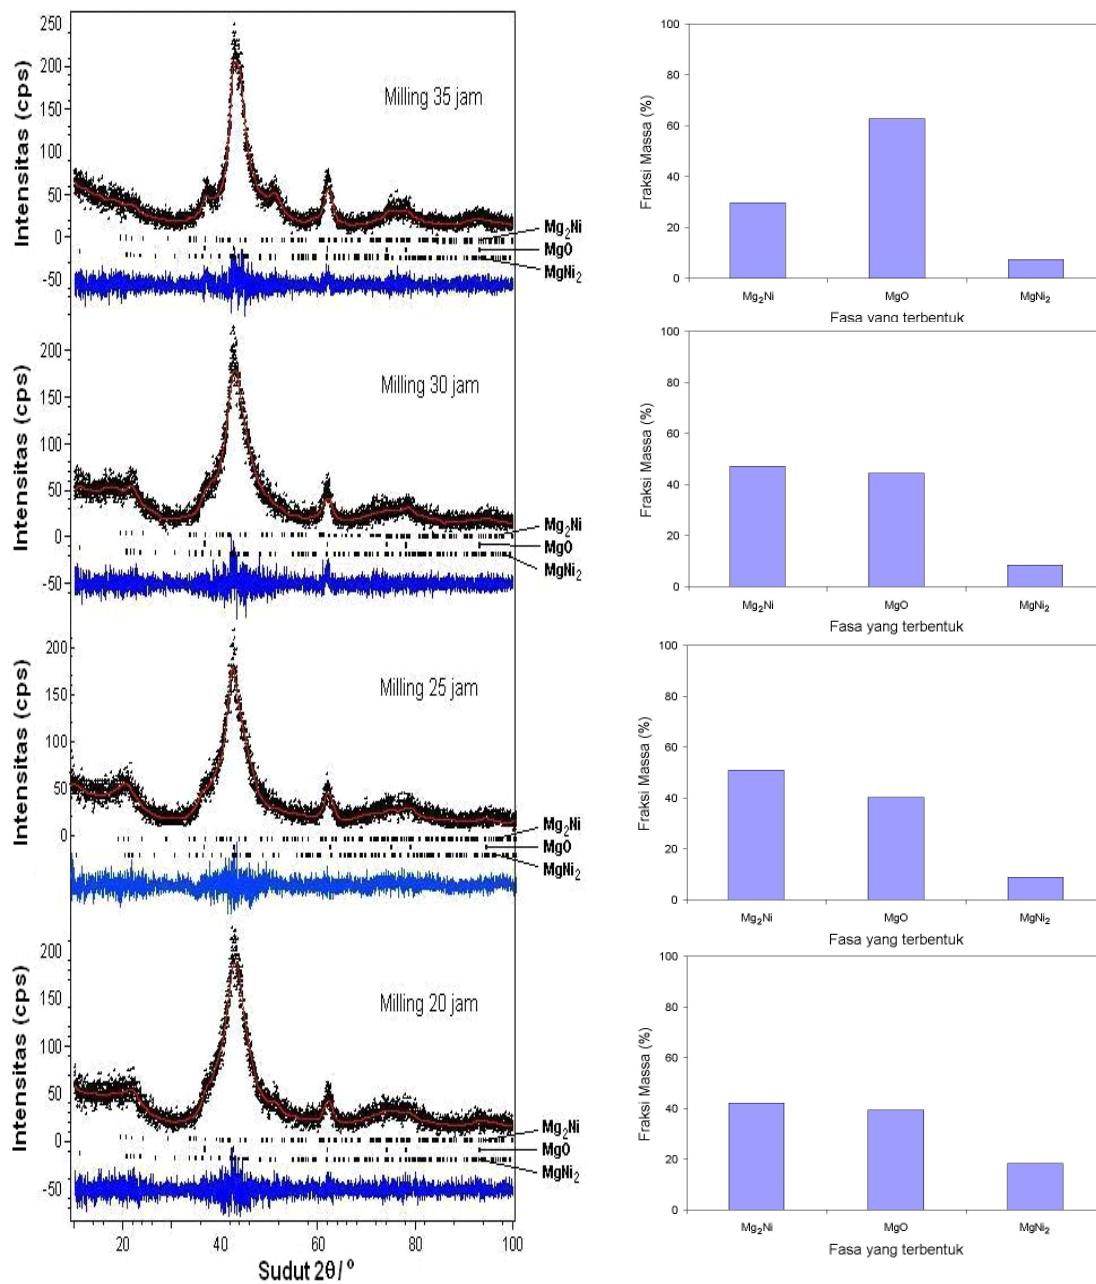 Intensitas (cps)
250
200
150
100
50
0
-50
Milling 35 jam
Mg₂Ni
MgO
MgNi₂
Fraksi Massa (%)
100
80
60
40
20
0
Mg₂Ni MgO MgNi₂
Fasa yang terbentuk
Intensitas (cps)
200
150
100
50
0
-50
Milling 30 jam
Mg₂Ni
MgO
MgNi₂
Fraksi Massa (%)
100
80
60
40
20
0
Mg₂Ni MgO MgNi₂
Fasa yang terbentuk
Intensitas (cps)
200
150
100
50
0
Milling 25 jam
Mg₂Ni
MgO
MgNi₂
Fraksi Massa (%)
100
80
60
40
20
0
Mg₂Ni MgO MgNi₂
Fasa yang terbentuk
Intensitas (cps)
200
150
100
50
0
-50
Milling 20 jam
Mg₂Ni
MgO
MgNi₂
20 40 60 80 100
Sudut 2θ/°
Fraksi Massa (%)
100
80
60
40
20
0
Mg₂Ni MgO MgNi₂
Fasa yang terbentuk